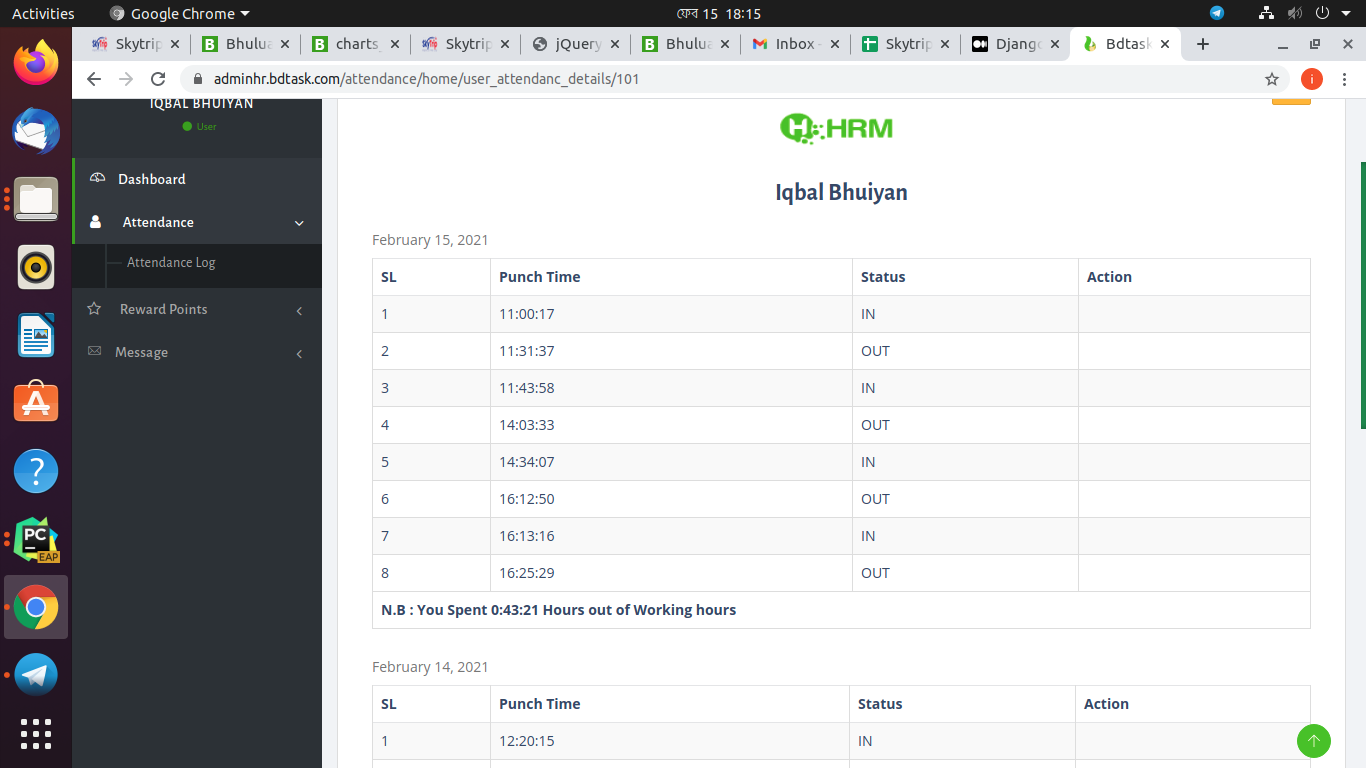 Activities
Google Chrome
ফেব 15 18:15
Skytrip
Bhulua
charts_
Skytrip
jQuery
Bhulua
Inbox -
Skytrip
Django
Bdtask
adminhr.bdtask.com/attendance/home/user_attendanc_details/101
i
IQBAL BHUIYAN
User
Dashboard
Attendance
Attendance Log
Reward Points
Message
HRM
Iqbal Bhuiyan
February 15, 2021
SL Punch Time Status Action
1 11:00:17 IN
2 11:31:37 OUT
3 11:43:58 IN
4 14:03:33 OUT
5 14:34:07 IN
6 16:12:50 OUT
7 16:13:16 IN
8 16:25:29 OUT
N.B : You Spent 0:43:21 Hours out of Working hours
February 14, 2021
SL Punch Time Status Action
1 12:20:15 IN
PC
EAP